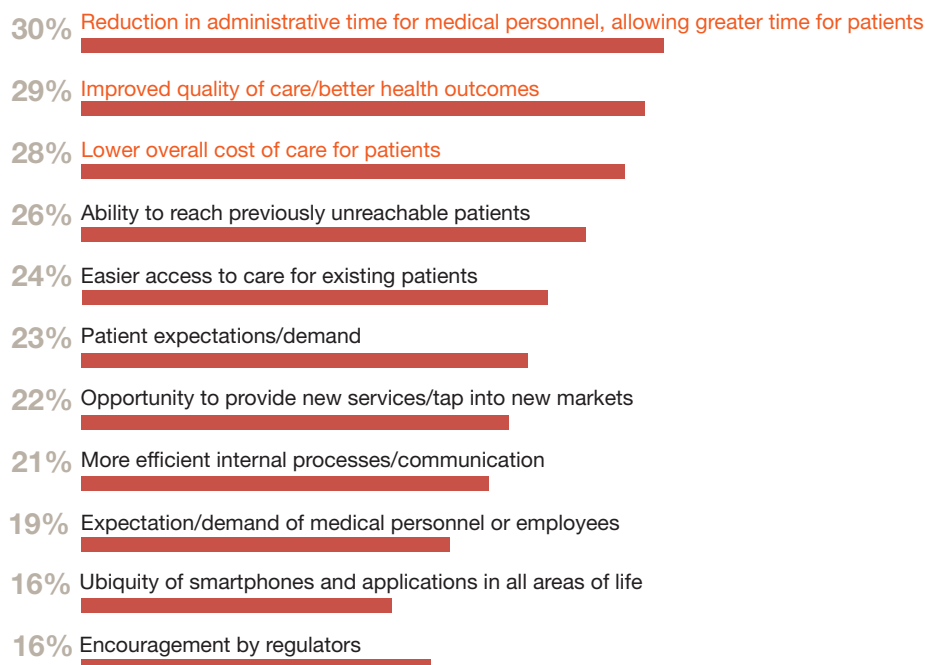 30% Reduction in administrative time for medical personnel, allowing greater time for patients
29% Improved quality of care/better health outcomes
28% Lower overall cost of care for patients
26% Ability to reach previously unreachable patients
24% Easier access to care for existing patients
23% Patient expectations/demand
22% Opportunity to provide new services/tap into new markets
21% More efficient internal processes/communication
19% Expectation/demand of medical personnel or employees
16% Ubiquity of smartphones and applications in all areas of life
16% Encouragement by regulators